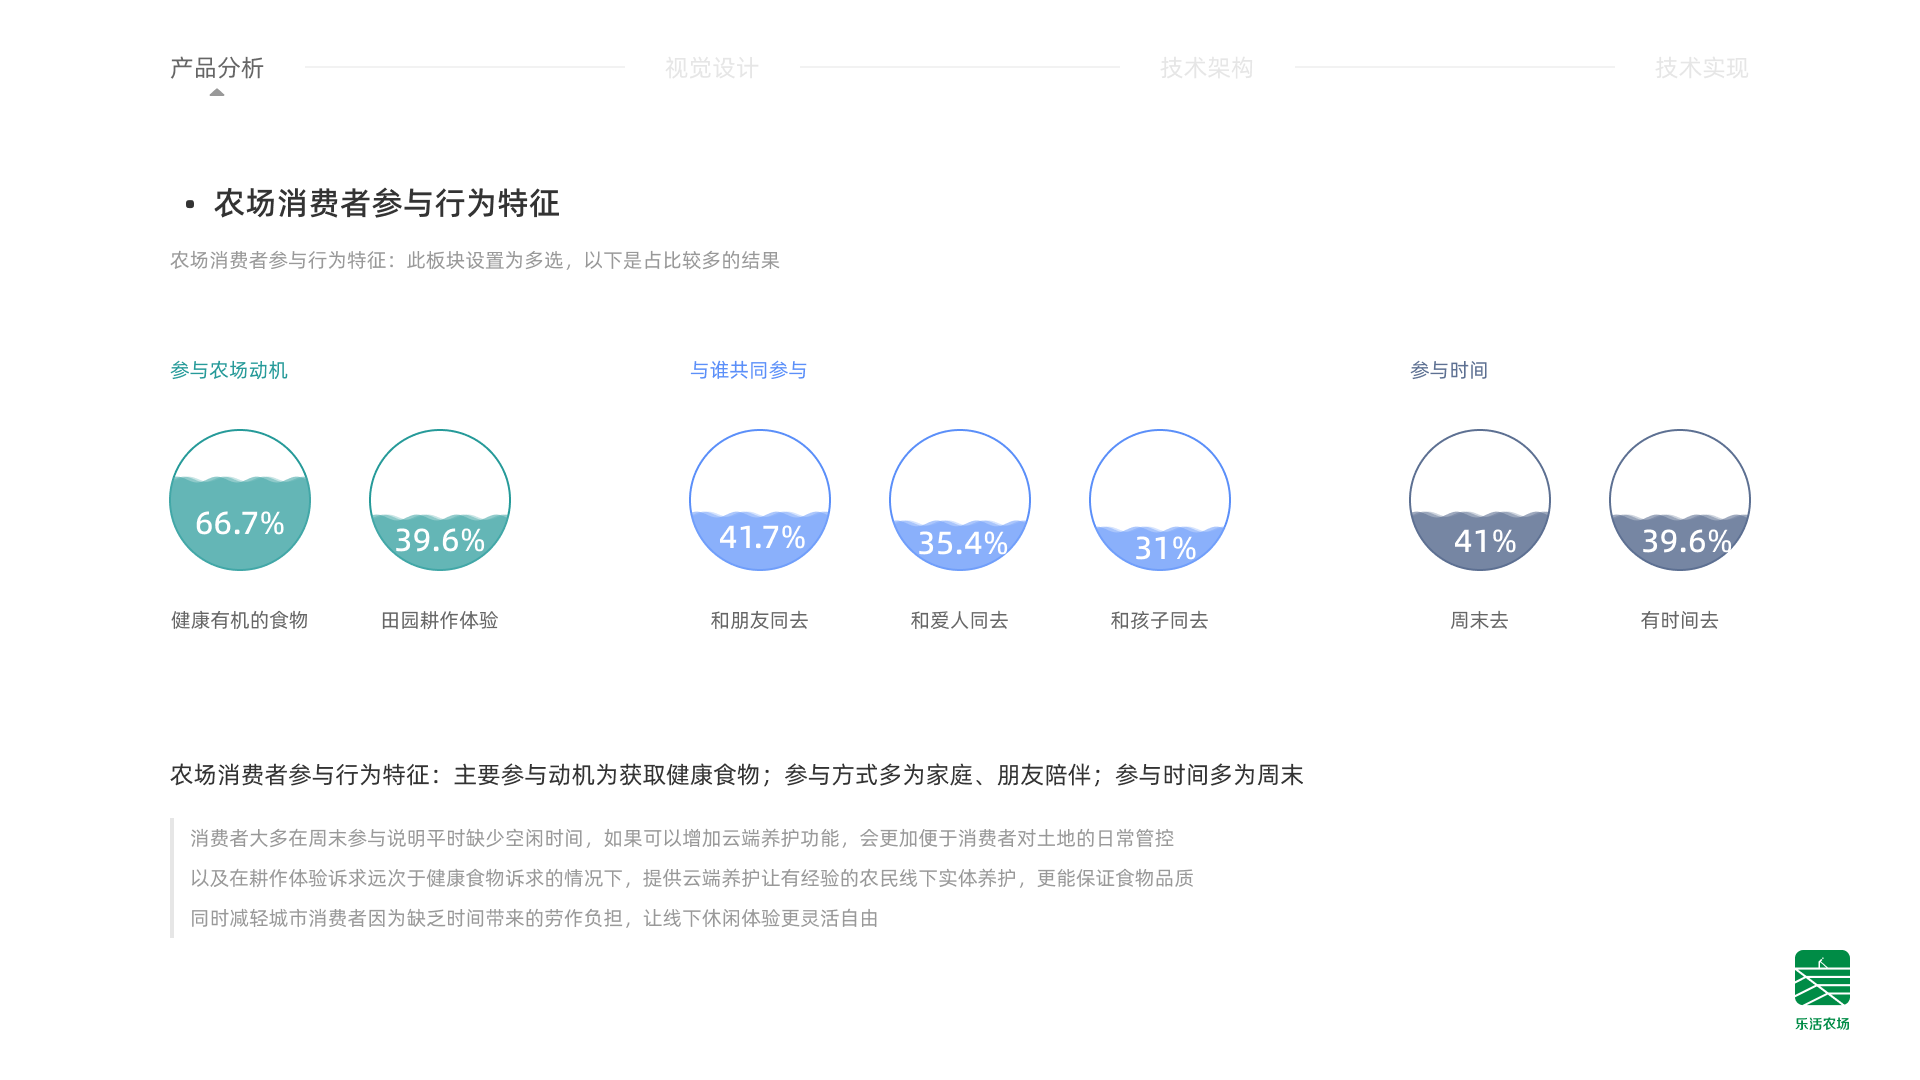 产品分析
视觉设计
技术架构
技术实现
• 农场消费者参与行为特征
农场消费者参与行为特征：此板块设置为多选，以下是占比较多的结果
参与农场动机
与谁共同参与
参与时间
66.7%
39.6%
41.7%
35.4%
31%
41%
39.6%
健康有机的食物
田园耕作体验
和朋友同去
和爱人同去
和孩子同去
周末去
有时间去
农场消费者参与行为特征：主要参与动机为获取健康食物；参与方式多为家庭、朋友陪伴；参与时间多为周末
消费者大多在周末参与说明平时缺少空闲时间，如果可以增加云端养护功能，会更加便于消费者对土地的日常管控
以及在耕作体验诉求远次于健康食物诉求的情况下，提供云端养护让有经验的农民线下实体养护，更能保证食物品质
同时减轻城市消费者因为缺乏时间带来的劳作负担，让线下休闲体验更灵活自由
乐活农场